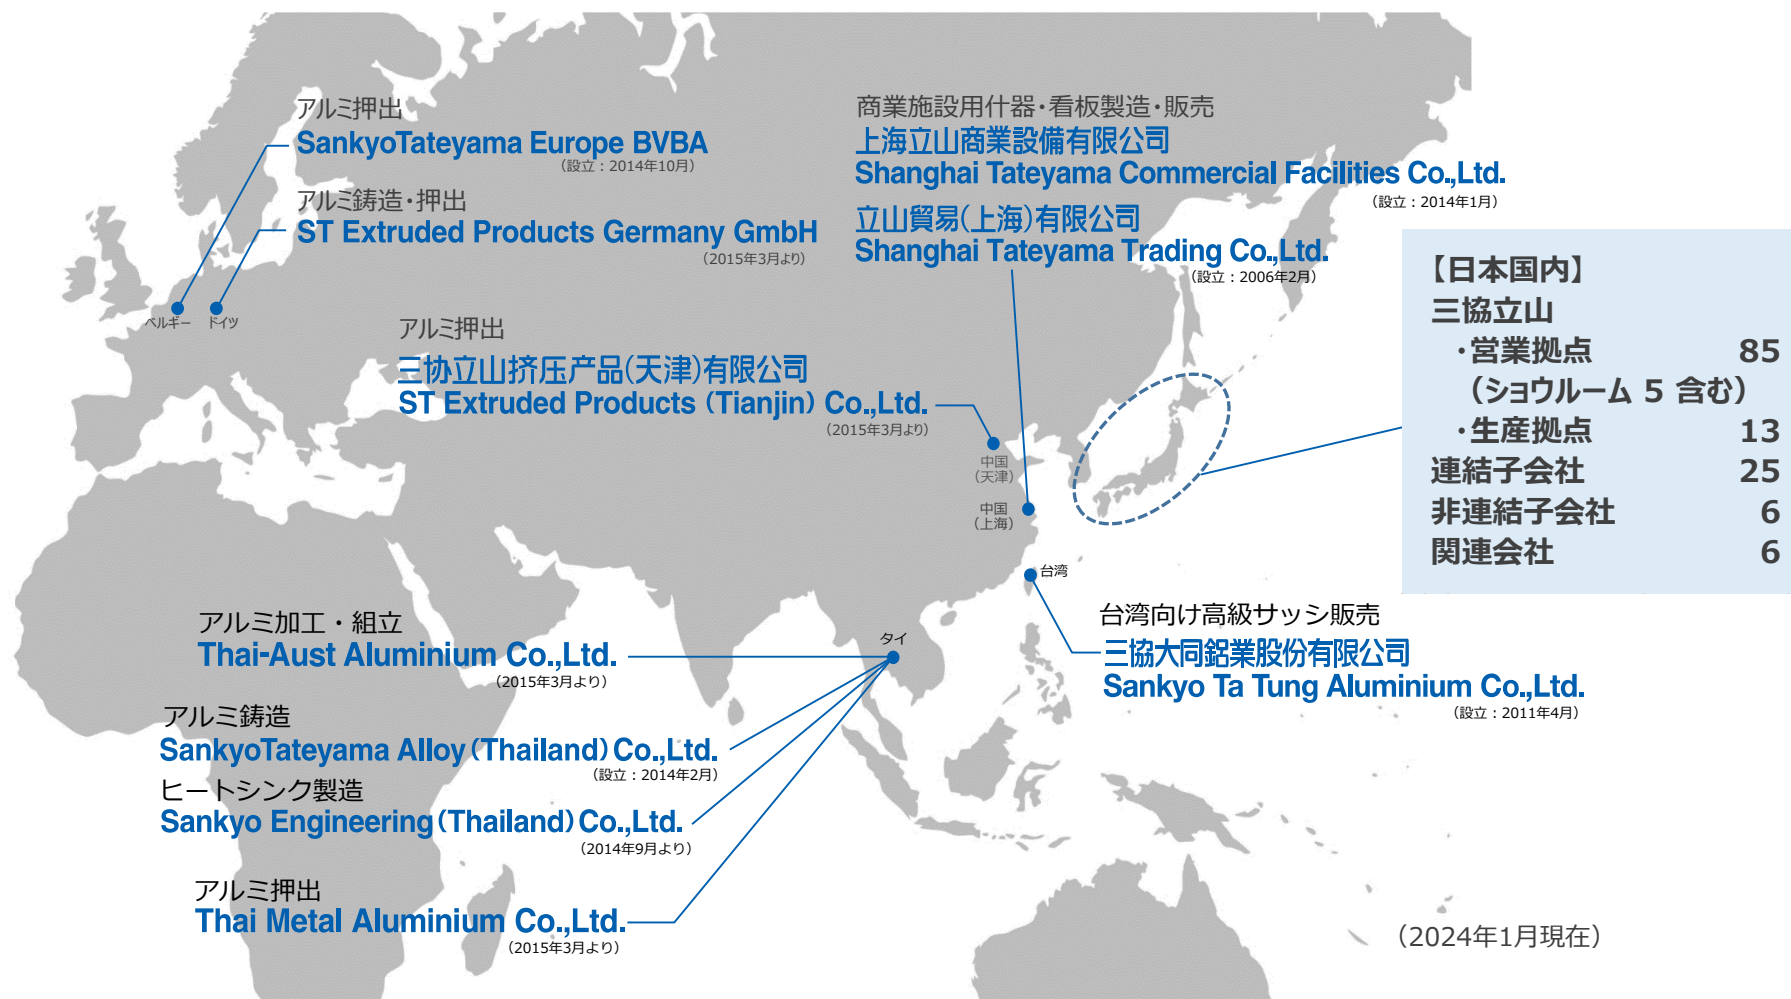 アルミ押出
SankyoTateyama Europe BVBA
（設立：2014年10月）
アルミ鋳造・押出
ST Extruded Products Germany GmbH
（2015年3月より）
ベルギー
ドイツ
商業施設用什器・看板製造・販売
上海立山商業設備有限公司
Shanghai Tateyama Commercial Facilities Co.,Ltd.
（設立：2014年1月）
立山貿易(上海)有限公司
Shanghai Tateyama Trading Co.,Ltd.
（設立：2006年2月）
アルミ押出
三协立山挤压产品(天津)有限公司
ST Extruded Products (Tianjin) Co.,Ltd.
（2015年3月より）
中国
（天津）
中国
（上海）
【日本国内】
三協立山
・営業拠点 85
（ショウルーム 5 含む）
・生産拠点 13
連結子会社 25
非連結子会社 6
関連会社 6
台湾
台湾向け高級サッシ販売
三協大同鋁業股份有限公司
Sankyo Ta Tung Aluminium Co.,Ltd.
（設立：2011年4月）
タイ
アルミ加工・組立
Thai-Aust Aluminium Co.,Ltd.
（2015年3月より）
アルミ鋳造
SankyoTateyama Alloy (Thailand) Co.,Ltd.
（設立：2014年2月）
ヒートシンク製造
Sankyo Engineering (Thailand) Co.,Ltd.
（2014年9月より）
アルミ押出
Thai Metal Aluminium Co.,Ltd.
（2015年3月より）
（2024年1月現在）